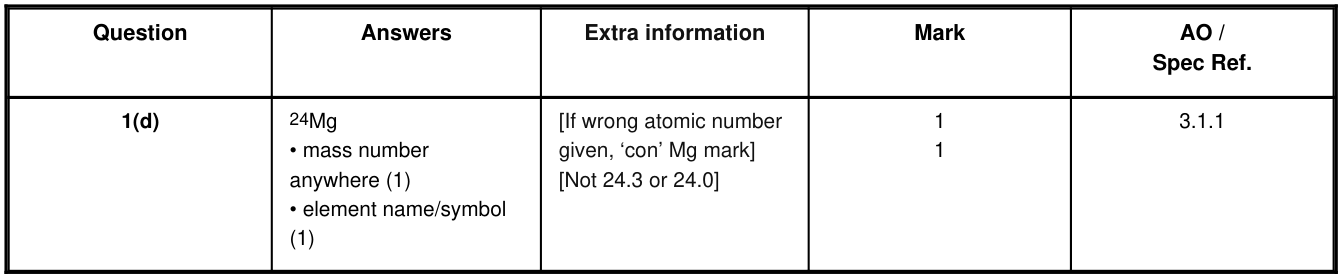 Question Answers Extra information Mark AO /
Spec Ref.
1(d) 24Mg [If wrong atomic number 1 3.1.1
• mass number given, ‘con’ Mg mark] 1
anywhere (1) [Not 24.3 or 24.0]
• element name/symbol
(1)